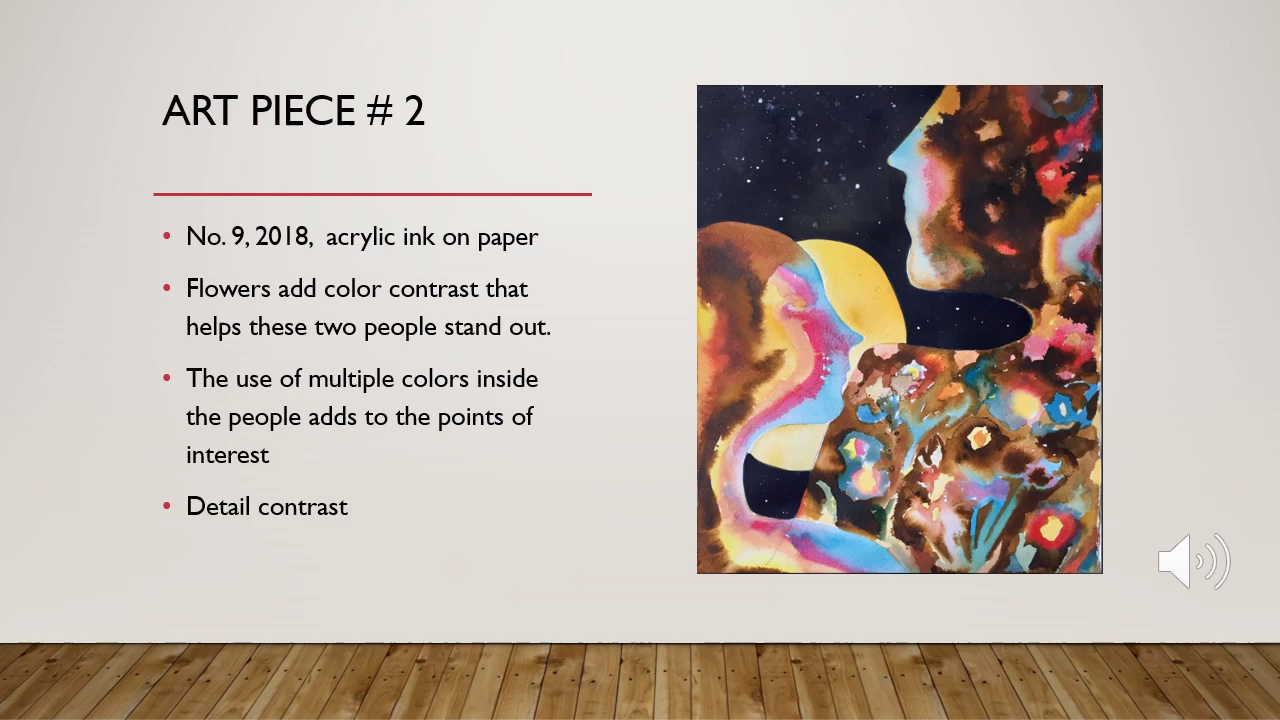 ART PIECE # 2
• No. 9, 2018,  acrylic ink on paper
• Flowers add color contrast that
helps these two people stand out.
• The use of multiple colors inside
the people adds to the points of
interest
• Detail contrast